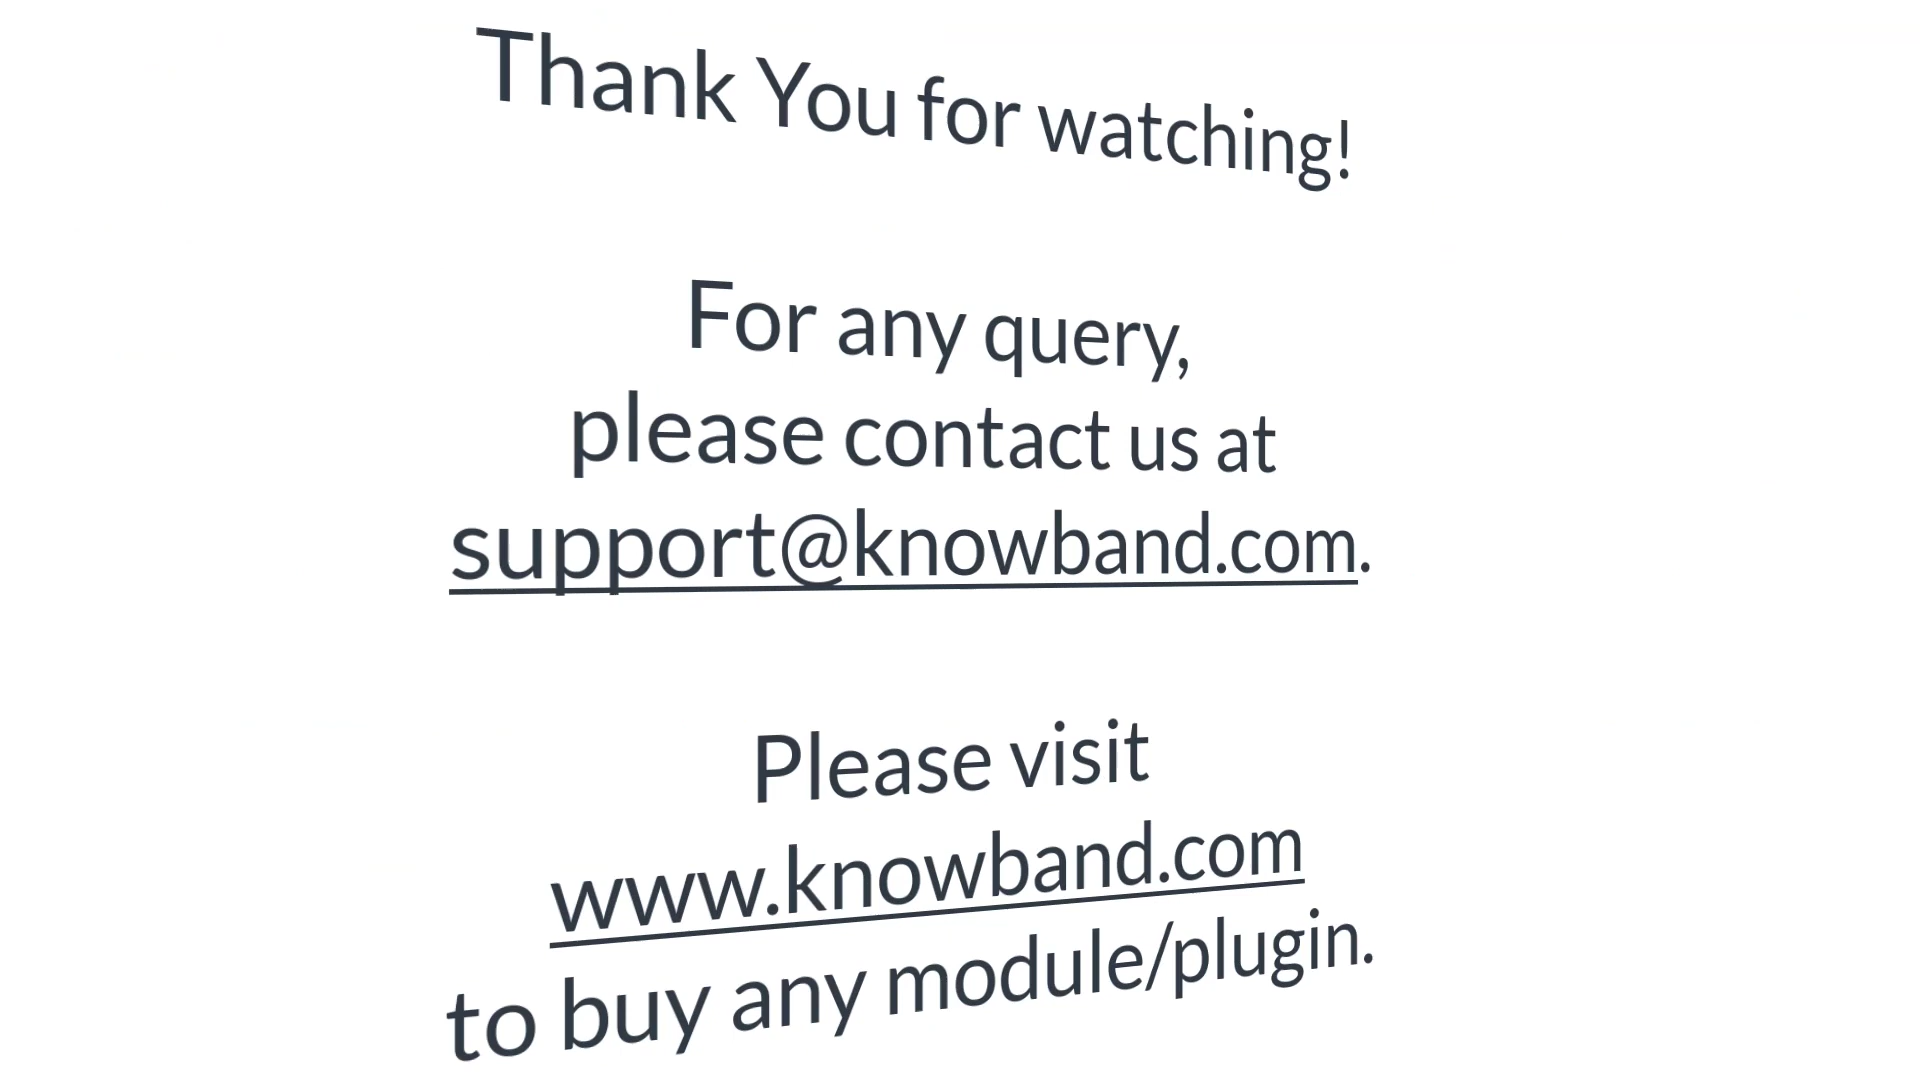 Thank You for watching!
For any query,
please contact us at
support@knowband.com.
Please visit
www.knowband.com
to buy any module/plugin.